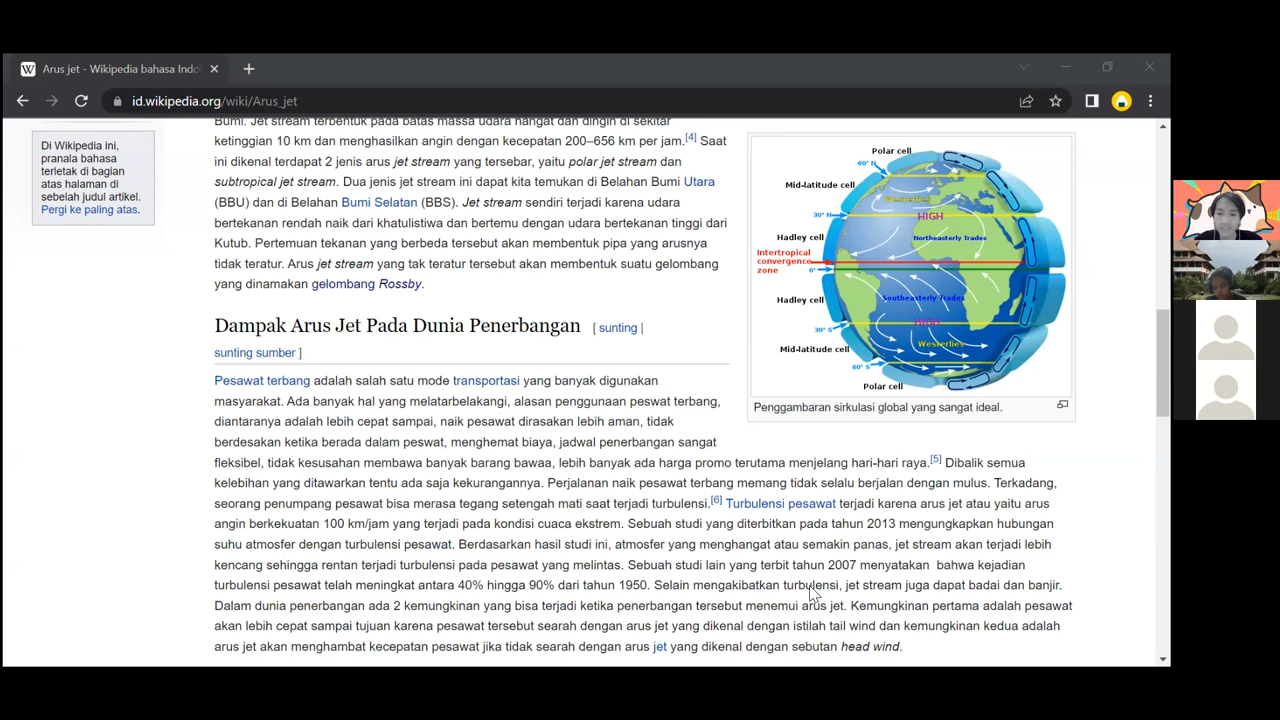 Arus jet - Wikipedia bahasa Indo
id.wikipedia.org/wiki/Arus_jet
Di Wikipedia ini,
pranala bahasa
terletak di bagian
atas halaman di
sebelah judul artikel.
Pergi ke paling atas.
Bumi. Jet stream terbentuk pada batas massa udara hangat dan dingin di sekitar
ketinggian 10 km dan menghasilkan angin dengan kecepatan 200–656 km per jam.[4] Saat
ini dikenal terdapat 2 jenis arus jet stream yang tersebar, yaitu polar jet stream dan
subtropical jet stream. Dua jenis jet stream ini dapat kita temukan di Belahan Bumi Utara
(BBU) dan di Belahan Bumi Selatan (BBS). Jet stream sendiri terjadi karena udara
bertekanan rendah naik dari khatulistiwa dan bertemu dengan udara bertekanan tinggi dari
Kutub. Pertemuan tekanan yang berbeda tersebut akan membentuk pipa yang arusnya
tidak teratur. Arus jet stream yang tak teratur tersebut akan membentuk suatu gelombang
yang dinamakan gelombang Rossby.
Polar cell
60° N
Mid-latitude cell
Westerlies
30° N
HIGH
Hadley cell
Northeasterly Trades
Intertropical
convergence
zone
0°
Hadley cell
Southeasterly Trades
30° S
HIGH
Mid-latitude cell
Westerlies
60° S
Polar cell
Penggambaran sirkulasi global yang sangat ideal.
Dampak Arus Jet Pada Dunia Penerbangan [ sunting |
sunting sumber ]
Pesawat terbang adalah salah satu mode transportasi yang banyak digunakan
masyarakat. Ada banyak hal yang melatarbelakangi, alasan penggunaan peswat terbang,
diantaranya adalah lebih cepat sampai, naik pesawat dirasakan lebih aman, tidak
berdesakan ketika berada dalam peswat, menghemat biaya, jadwal penerbangan sangat
fleksibel, tidak kesusahan membawa banyak barang bawaa, lebih banyak ada harga promo terutama menjelang hari-hari raya.[5] Dibalik semua
kelebihan yang ditawarkan tentu ada saja kekurangannya. Perjalanan naik pesawat terbang memang tidak selalu berjalan dengan mulus. Terkadang,
seorang penumpang pesawat bisa merasa tegang setengah mati saat terjadi turbulensi.[6] Turbulensi pesawat terjadi karena arus jet atau yaitu arus
angin berkekuatan 100 km/jam yang terjadi pada kondisi cuaca ekstrem. Sebuah studi yang diterbitkan pada tahun 2013 mengungkapkan hubungan
suhu atmosfer dengan turbulensi pesawat. Berdasarkan hasil studi ini, atmosfer yang menghangat atau semakin panas, jet stream akan terjadi lebih
kencang sehingga rentan terjadi turbulensi pada pesawat yang melintas. Sebuah studi lain yang terbit tahun 2007 menyatakan bahwa kejadian
turbulensi pesawat telah meningkat antara 40% hingga 90% dari tahun 1950. Selain mengakibatkan turbulensi, jet stream juga dapat badai dan banjir.
Dalam dunia penerbangan ada 2 kemungkinan yang bisa terjadi ketika penerbangan tersebut menemui arus jet. Kemungkinan pertama adalah pesawat
akan lebih cepat sampai tujuan karena pesawat tersebut searah dengan arus jet yang dikenal dengan istilah tail wind dan kemungkinan kedua adalah
arus jet akan menghambat kecepatan pesawat jika tidak searah dengan arus jet yang dikenal dengan sebutan head wind.